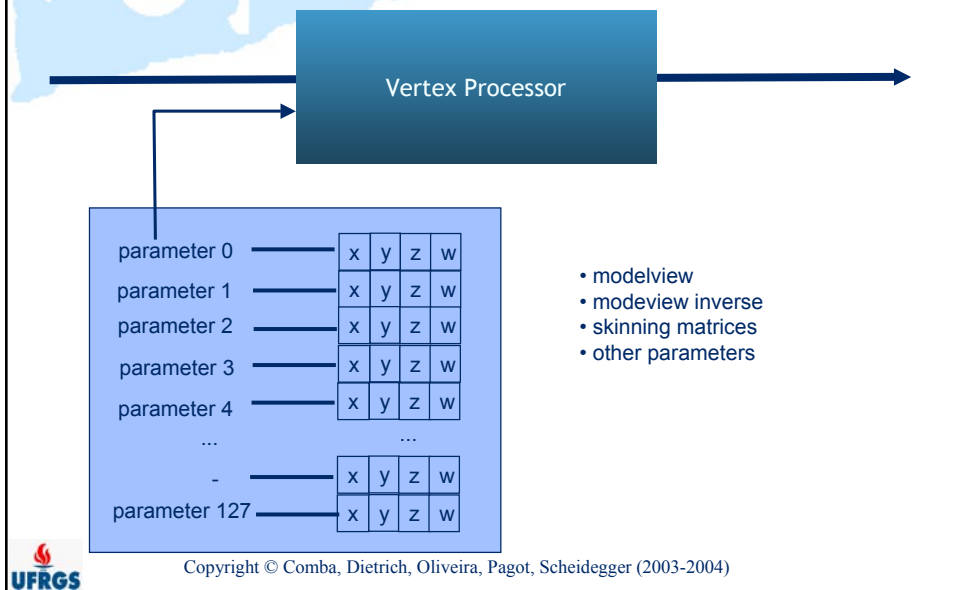 Vertex Processor
parameter 0 x y z w
parameter 1 x y z w
parameter 2 x y z w
parameter 3 x y z w
parameter 4 x y z w
... ...
- x y z w
parameter 127 x y z w
• modelview
• modeview inverse
• skinning matrices
• other parameters
UFRGS
Copyright © Comba, Dietrich, Oliveira, Pagot, Scheidegger (2003-2004)